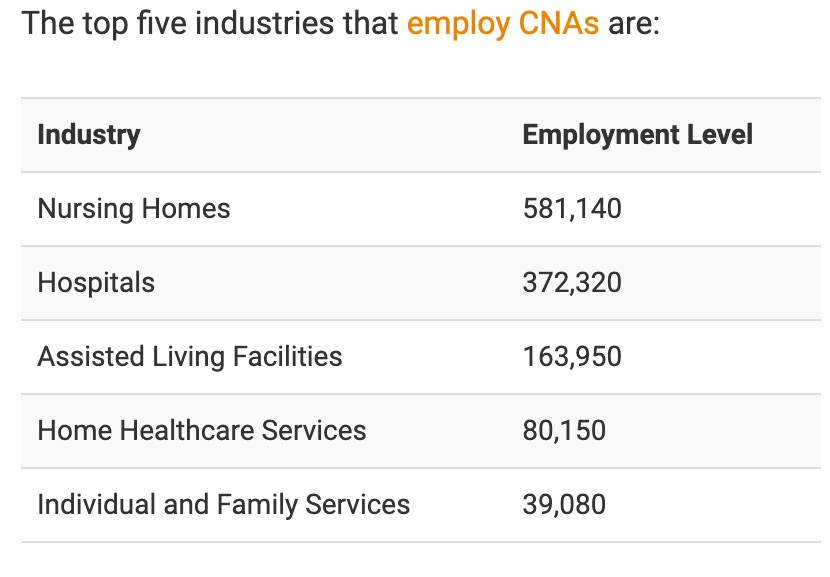 The top five industries that employ CNAs are:
Industry Employment Level
Nursing Homes 581,140
Hospitals 372,320
Assisted Living Facilities 163,950
Home Healthcare Services 80,150
Individual and Family Services 39,080